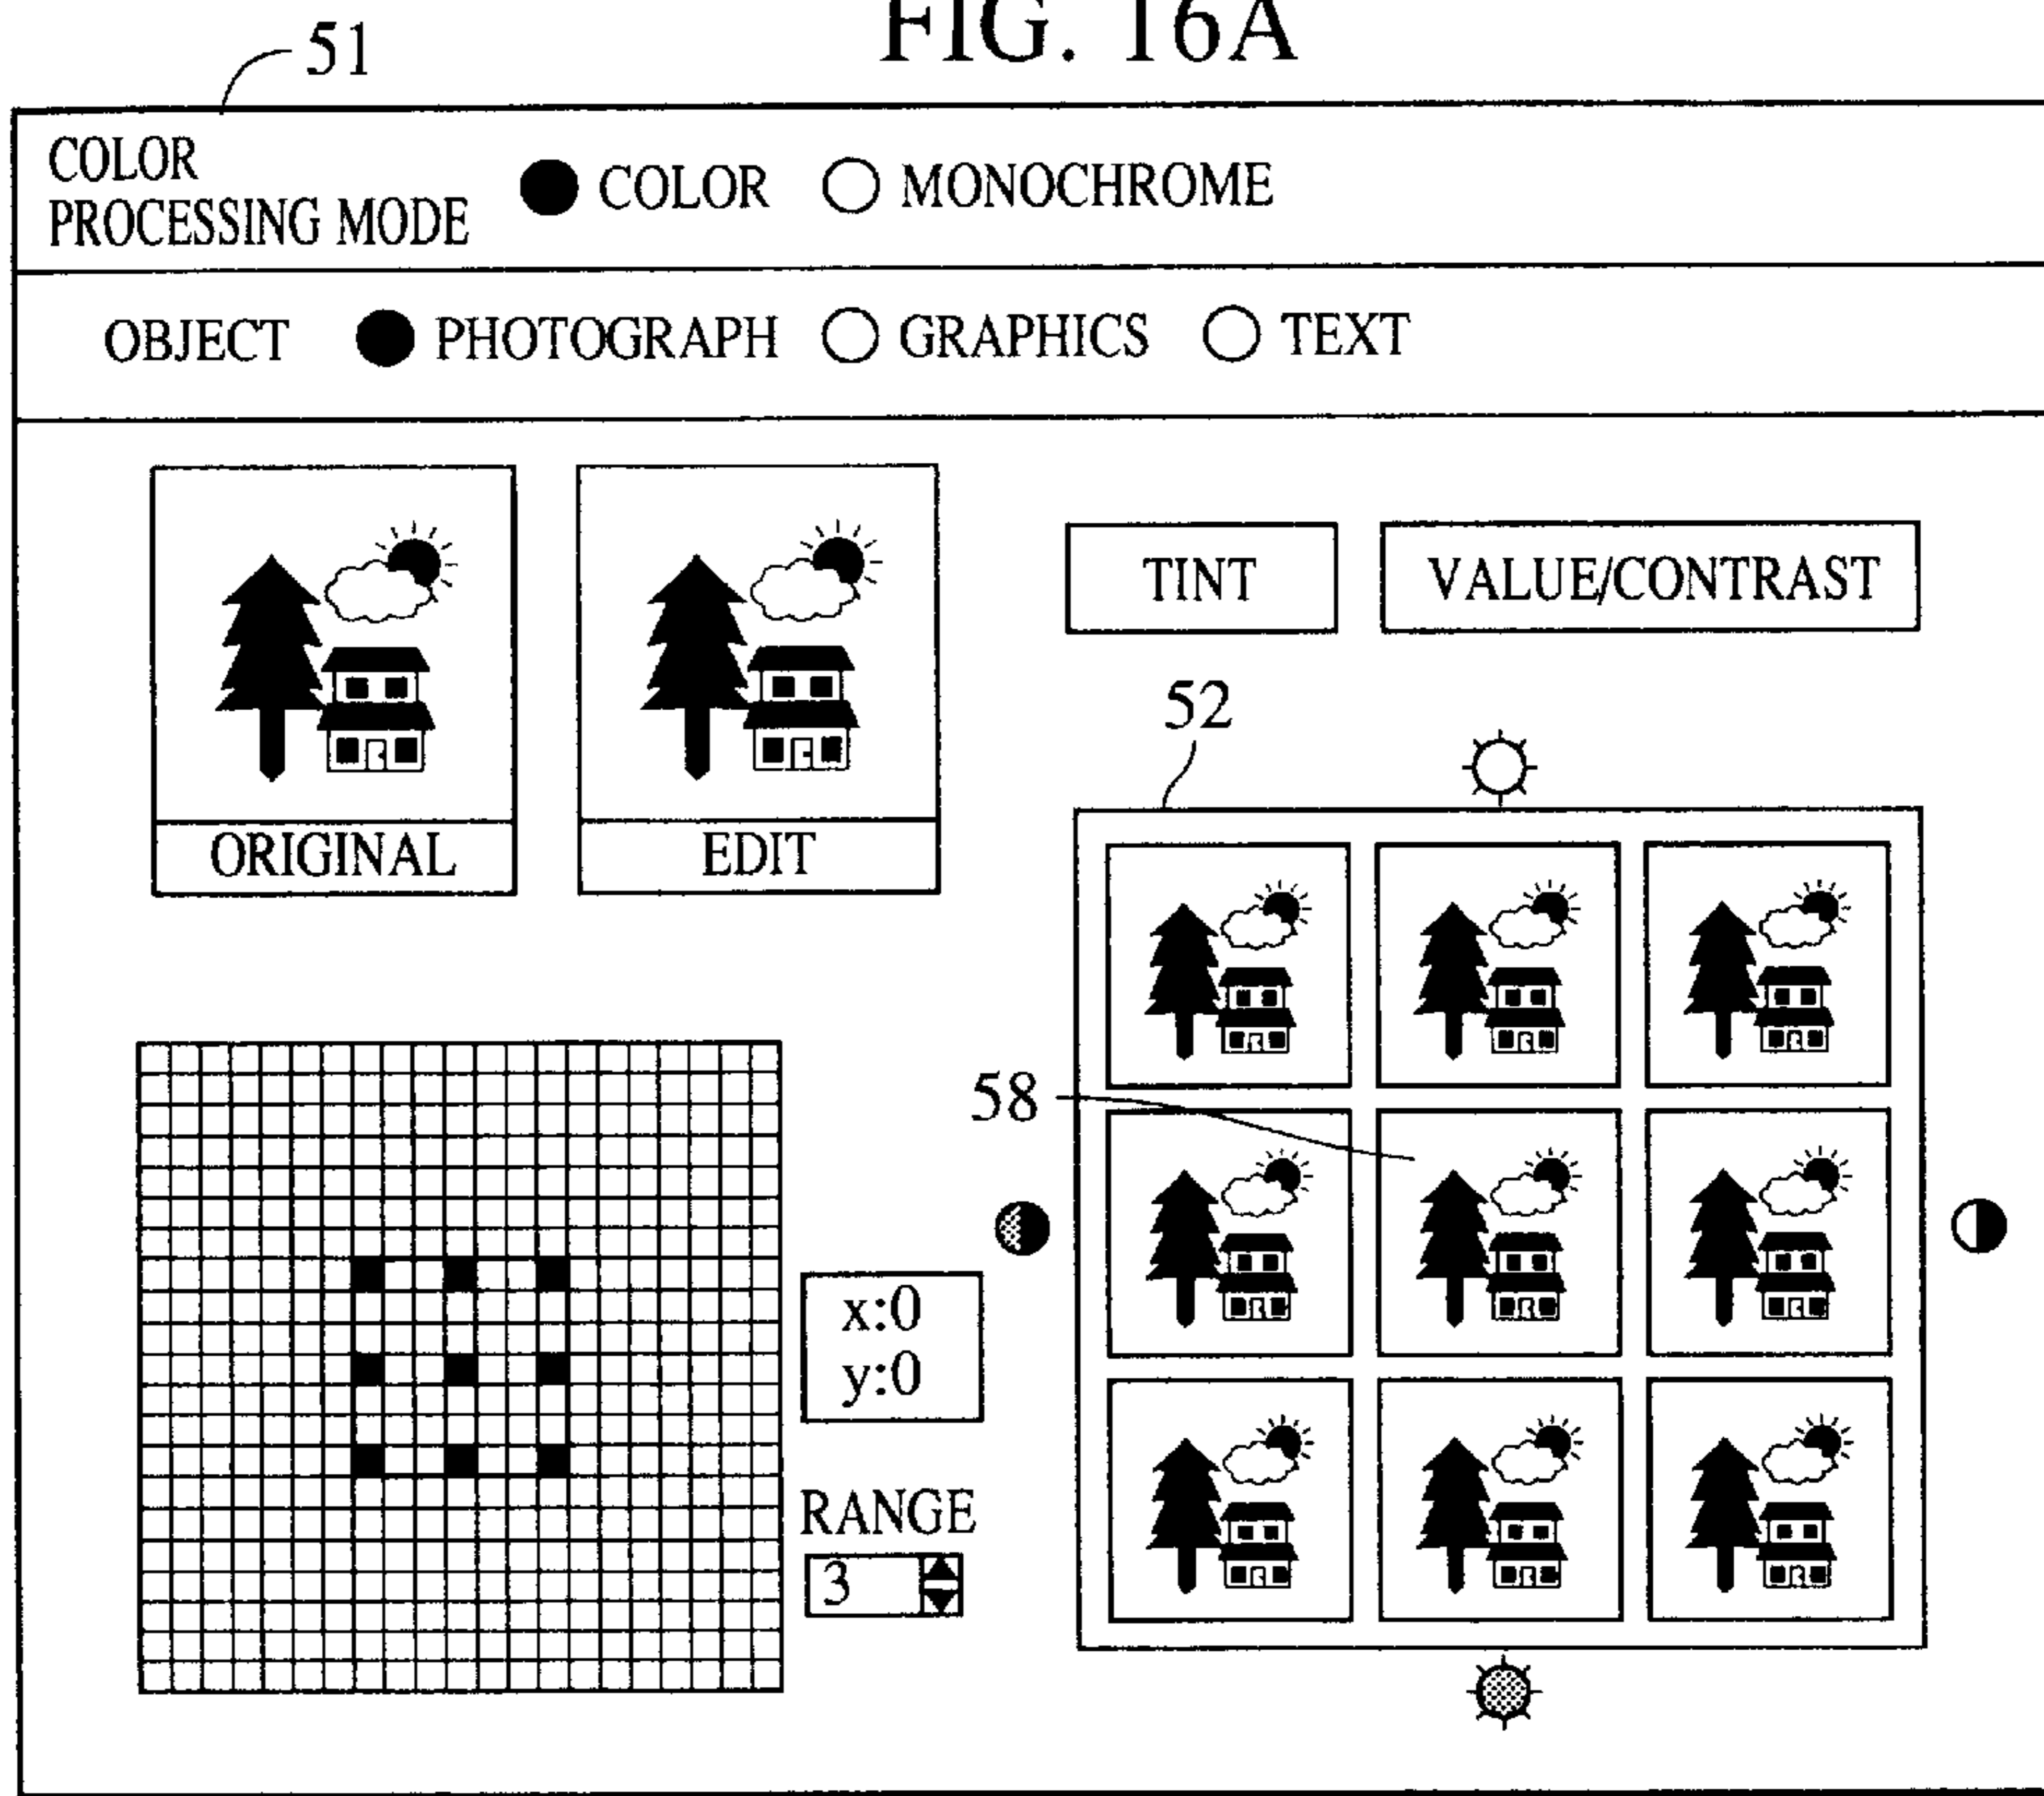 FIG. 16A
51
COLOR
PROCESSING MODE
COLOR
MONOCHROME
OBJECT
PHOTOGRAPH
GRAPHICS
TEXT
TINT
VALUE/CONTRAST
52
ORIGINAL
EDIT
58
x:0
y:0
RANGE
3